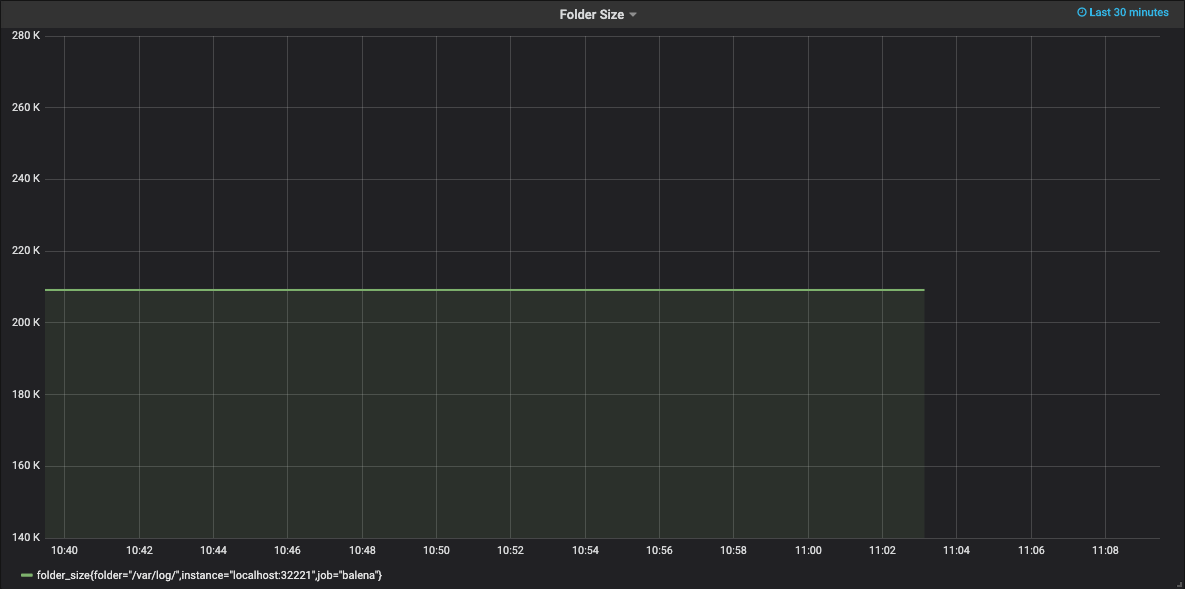 Folder Size
Last 30 minutes
280 K
260 K
240 K
220 K
200 K
180 K
160 K
140 K
10:40 10:42 10:44 10:46 10:48 10:50 10:52 10:54 10:56 10:58 11:00 11:02 11:04 11:06 11:08
folder_size{folder="/var/log/",instance="localhost:32221",job="balena"}